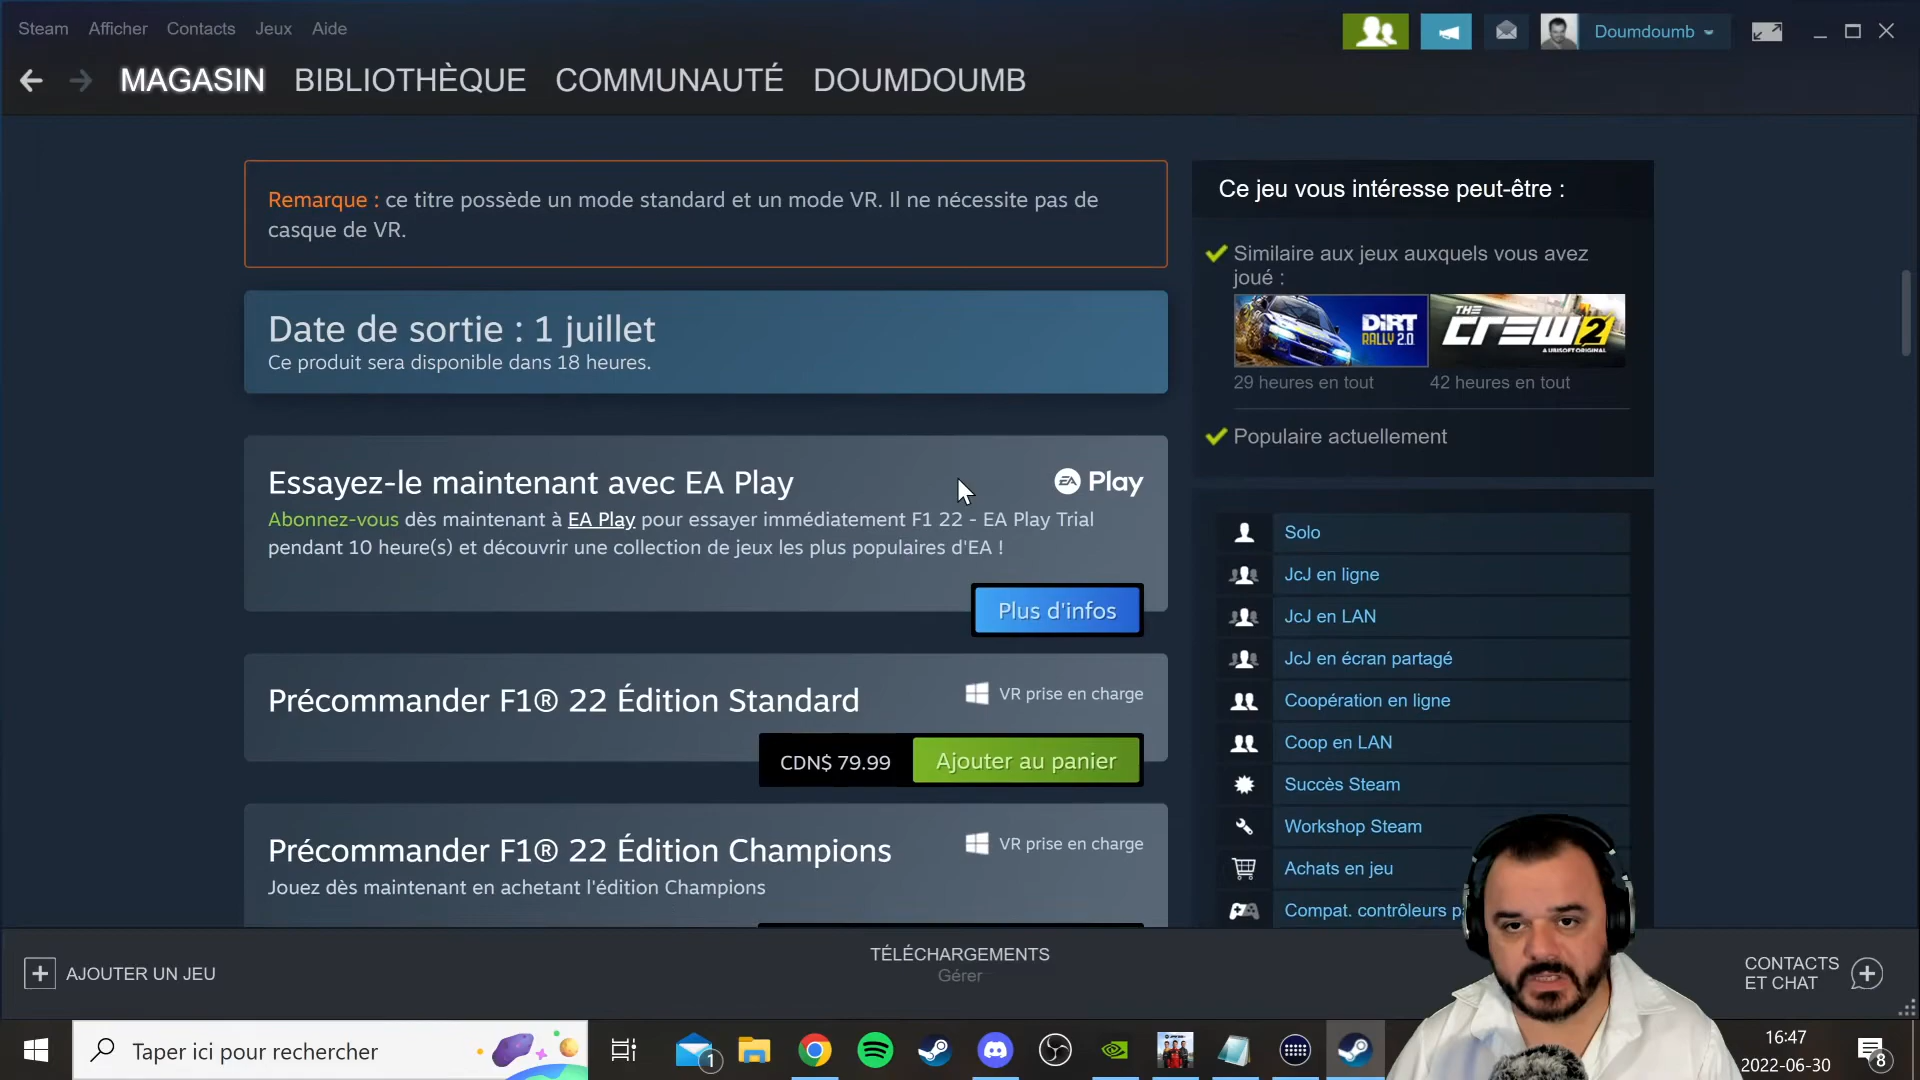 Steam Afficher Contacts Jeux Aide
Doumdoumb
MAGASIN BIBLIOTHÈQUE COMMUNAUTÉ DOUMDOUMB
Remarque : ce titre possède un mode standard et un mode VR. Il ne nécessite pas de
casque de VR.
Date de sortie : 1 juillet
Ce produit sera disponible dans 18 heures.
Essayez-le maintenant avec EA Play
EA Play
Abonnez-vous dès maintenant à EA Play pour essayer immédiatement F1 22 - EA Play Trial
pendant 10 heure(s) et découvrir une collection de jeux les plus populaires d'EA !
Plus d'infos
Précommander F1® 22 Édition Standard
VR prise en charge
CDN$ 79.99
Ajouter au panier
Précommander F1® 22 Édition Champions
VR prise en charge
Jouez dès maintenant en achetant l'édition Champions
Ce jeu vous intéresse peut-être :
Similaire aux jeux auxquels vous avez
joué :
DiRT
RALLY 2.0
THE
CREW 2
A UBISOFT ORIGINAL
29 heures en tout
42 heures en tout
Populaire actuellement
Solo
JcJ en ligne
JcJ en LAN
JcJ en écran partagé
Coopération en ligne
Coop en LAN
Succès Steam
Workshop Steam
Achats en jeu
Compat. contrôleurs p
AJOUTER UN JEU
TÉLÉCHARGEMENTS
Gérer
CONTACTS
ET CHAT
Taper ici pour rechercher
1
16:47
2022-06-30
8